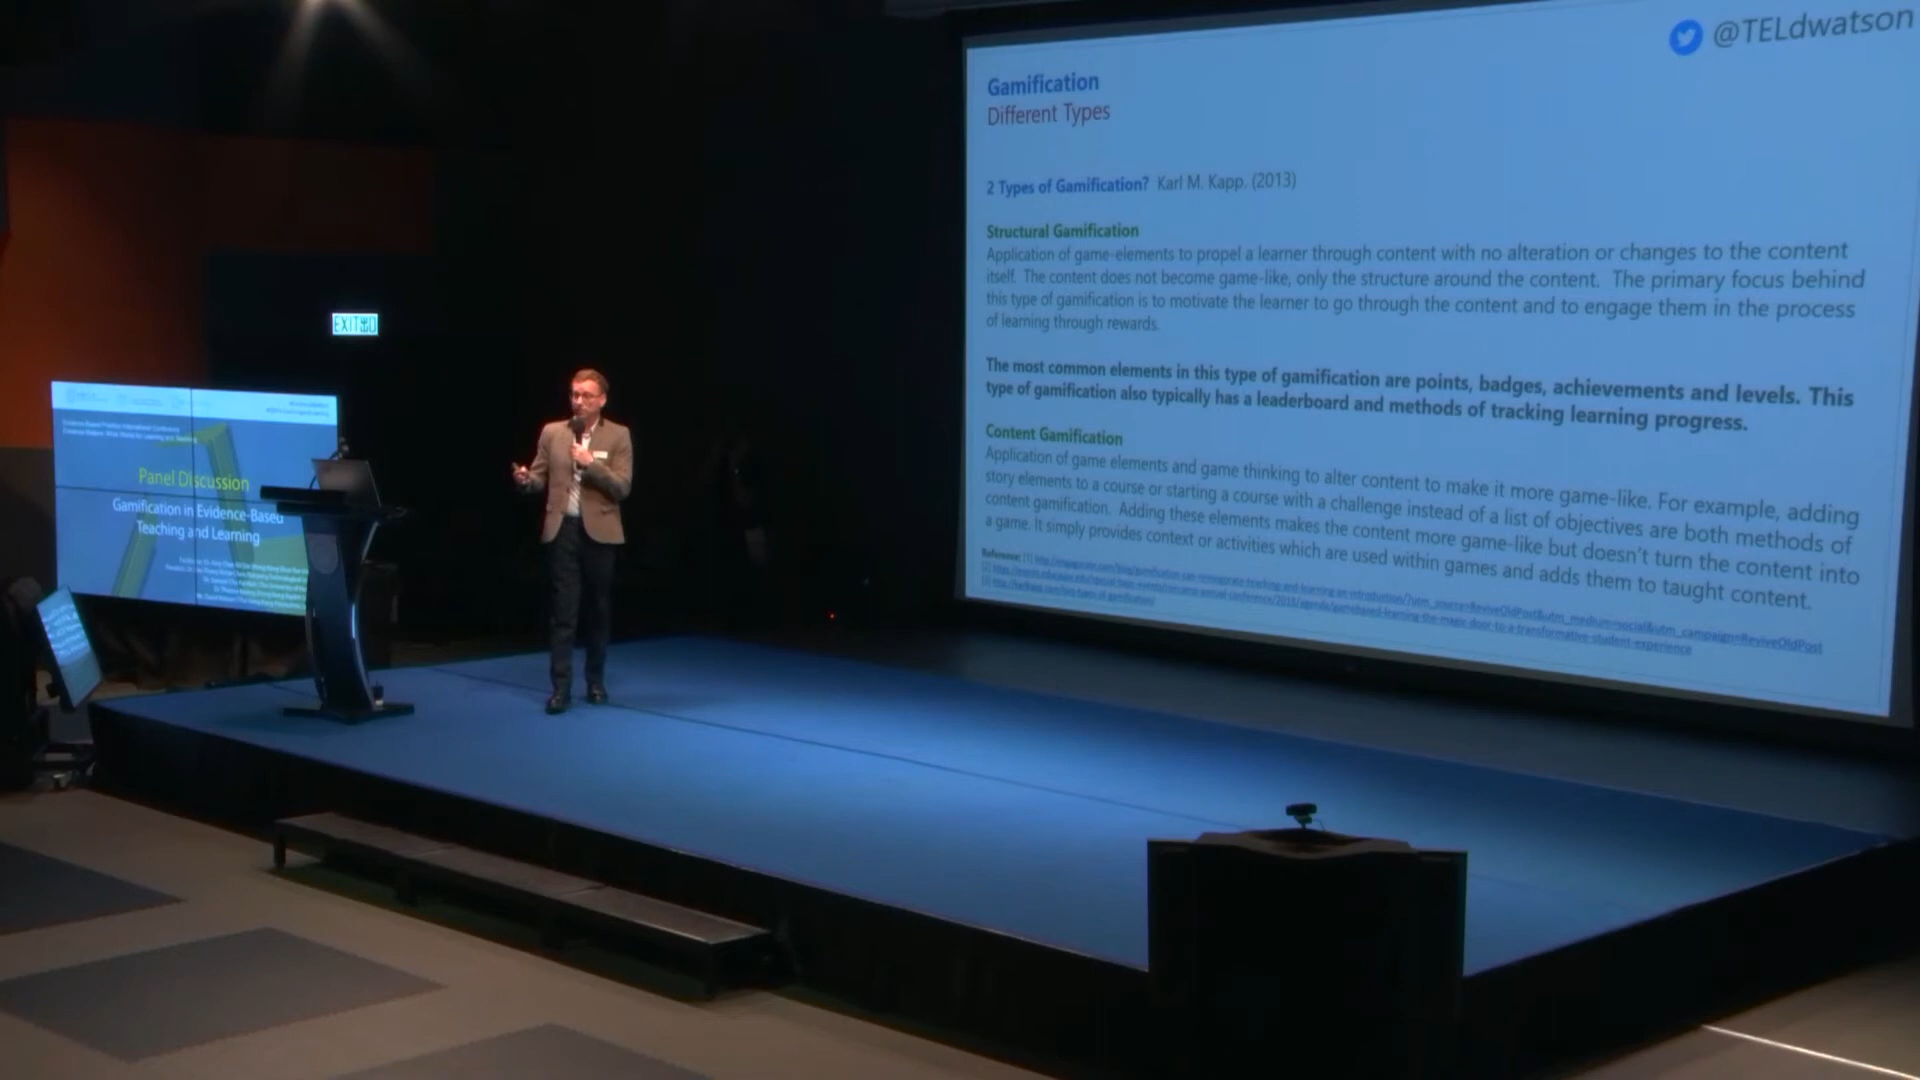 @TELdwatson
Gamification
Different Types
2 Types of Gamification? Karl M. Kapp. (2013)
Structural Gamification
Application of game-elements to propel a learner through content with no alteration or changes to the content
itself. The content does not become game-like, only the structure around the content. The primary focus behind
this type of gamification is to motivate the learner to go through the content and to engage them in the process
of learning through rewards.
The most common elements in this type of gamification are points, badges, achievements and levels. This
type of gamification also typically has a leaderboard and methods of tracking learning progress.
Content Gamification
Application of game elements and game thinking to alter content to make it more game-like. For example, adding
story elements to a course or starting a course with a challenge instead of a list of objectives are both methods of
content gamification. Adding these elements makes the content more game-like but doesn't turn the content into
a game. It simply provides context or activities which are used within games and adds them to taught content.
Reference: [1]
EXIT
Evidence-Based Practice International Conference
Panel Discussion
Gamification in Evidence-Based
Teaching and Learning